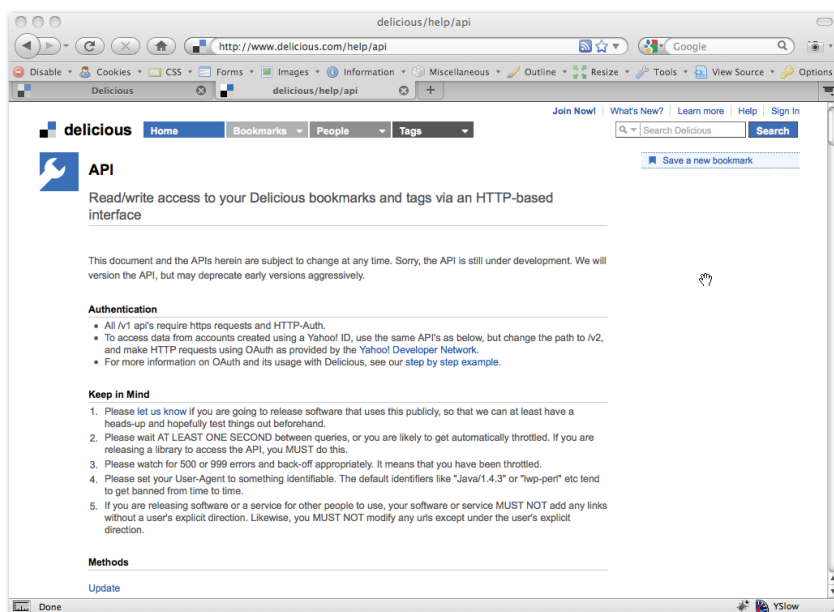 delicious/help/api
http://www.delicious.com/help/api
Google
Disable Cookies CSS Forms Images Information Miscellaneous Outline Resize Tools View Source Options
Delicious delicious/help/api
Join Now! What's New? Learn more Help Sign In
delicious Home Bookmarks People Tags Search Delicious Search
Save a new bookmark
API
Read/write access to your Delicious bookmarks and tags via an HTTP-based
interface
This document and the APIs herein are subject to change at any time. Sorry, the API is still under development. We will
version the API, but may deprecate early versions aggressively.
Authentication
• All /v1 api's require https requests and HTTP-Auth.
• To access data from accounts created using a Yahoo! ID, use the same API's as below, but change the path to /v2,
and make HTTP requests using OAuth as provided by the Yahoo! Developer Network.
• For more information on OAuth and its usage with Delicious, see our step by step example.
Keep in Mind
1. Please let us know if you are going to release software that uses this publicly, so that we can at least have a
heads-up and hopefully test things out beforehand.
2. Please wait AT LEAST ONE SECOND between queries, or you are likely to get automatically throttled. If you are
releasing a library to access the API, you MUST do this.
3. Please watch for 500 or 999 errors and back-off appropriately. It means that you have been throttled.
4. Please set your User-Agent to something identifiable. The default identifiers like "Java/1.4.3" or "lwp-perl" etc tend
to get banned from time to time.
5. If you are releasing software or a service for other people to use, your software or service MUST NOT add any links
without a user's explicit direction. Likewise, you MUST NOT modify any urls except under the user's explicit
direction.
Methods
Update
Done YSlow